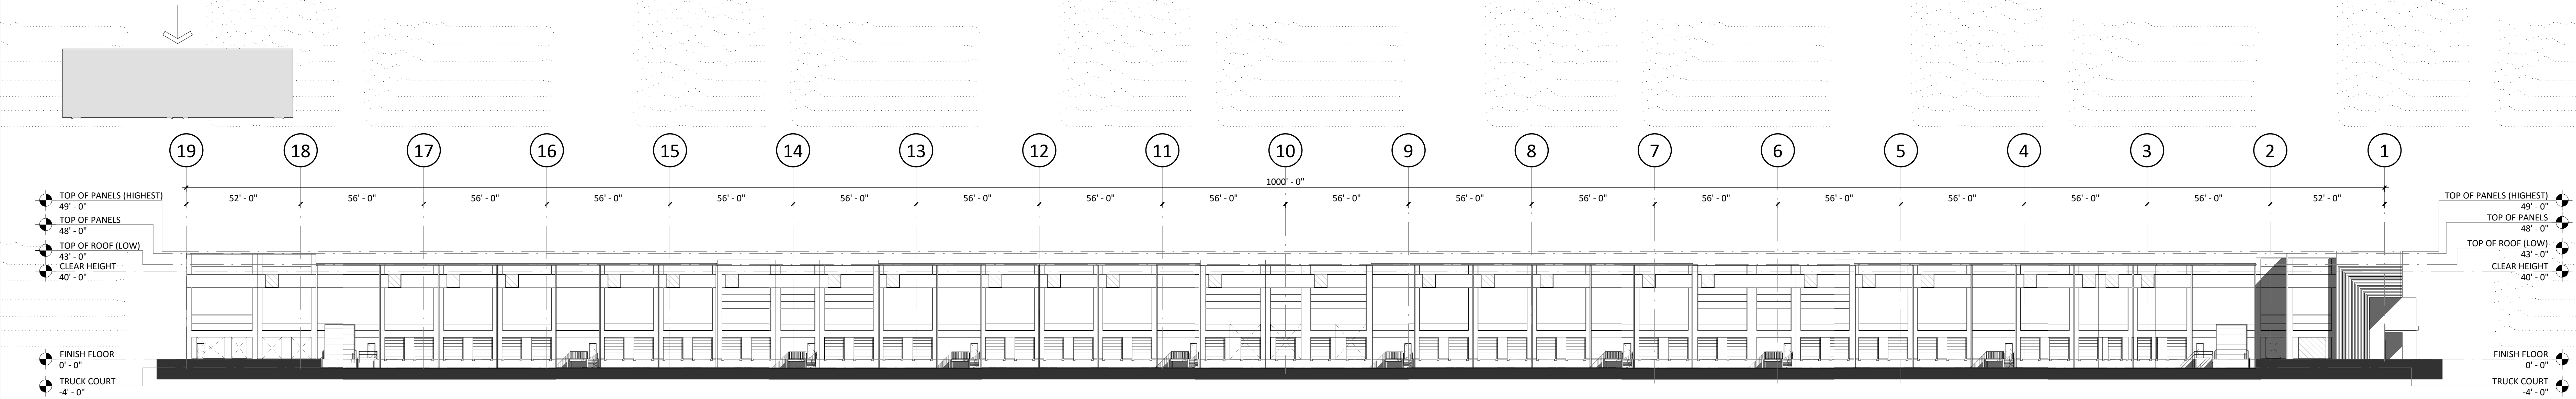 19 18 17 16 15 14 13 12 11 10 9 8 7 6 5 4 3 2 1
1000' - 0"
52' - 0" 56' - 0" 56' - 0" 56' - 0" 56' - 0" 56' - 0" 56' - 0" 56' - 0" 56' - 0" 56' - 0" 56' - 0" 56' - 0" 56' - 0" 56' - 0" 56' - 0" 56' - 0" 56' - 0" 52' - 0"
TOP OF PANELS (HIGHEST)
49' - 0"
TOP OF PANELS
48' - 0"
TOP OF ROOF (LOW)
43' - 0"
CLEAR HEIGHT
40' - 0"
FINISH FLOOR
0' - 0"
TRUCK COURT
-4' - 0"
TOP OF PANELS (HIGHEST)
49' - 0"
TOP OF PANELS
48' - 0"
TOP OF ROOF (LOW)
43' - 0"
CLEAR HEIGHT
40' - 0"
FINISH FLOOR
0' - 0"
TRUCK COURT
-4' - 0"